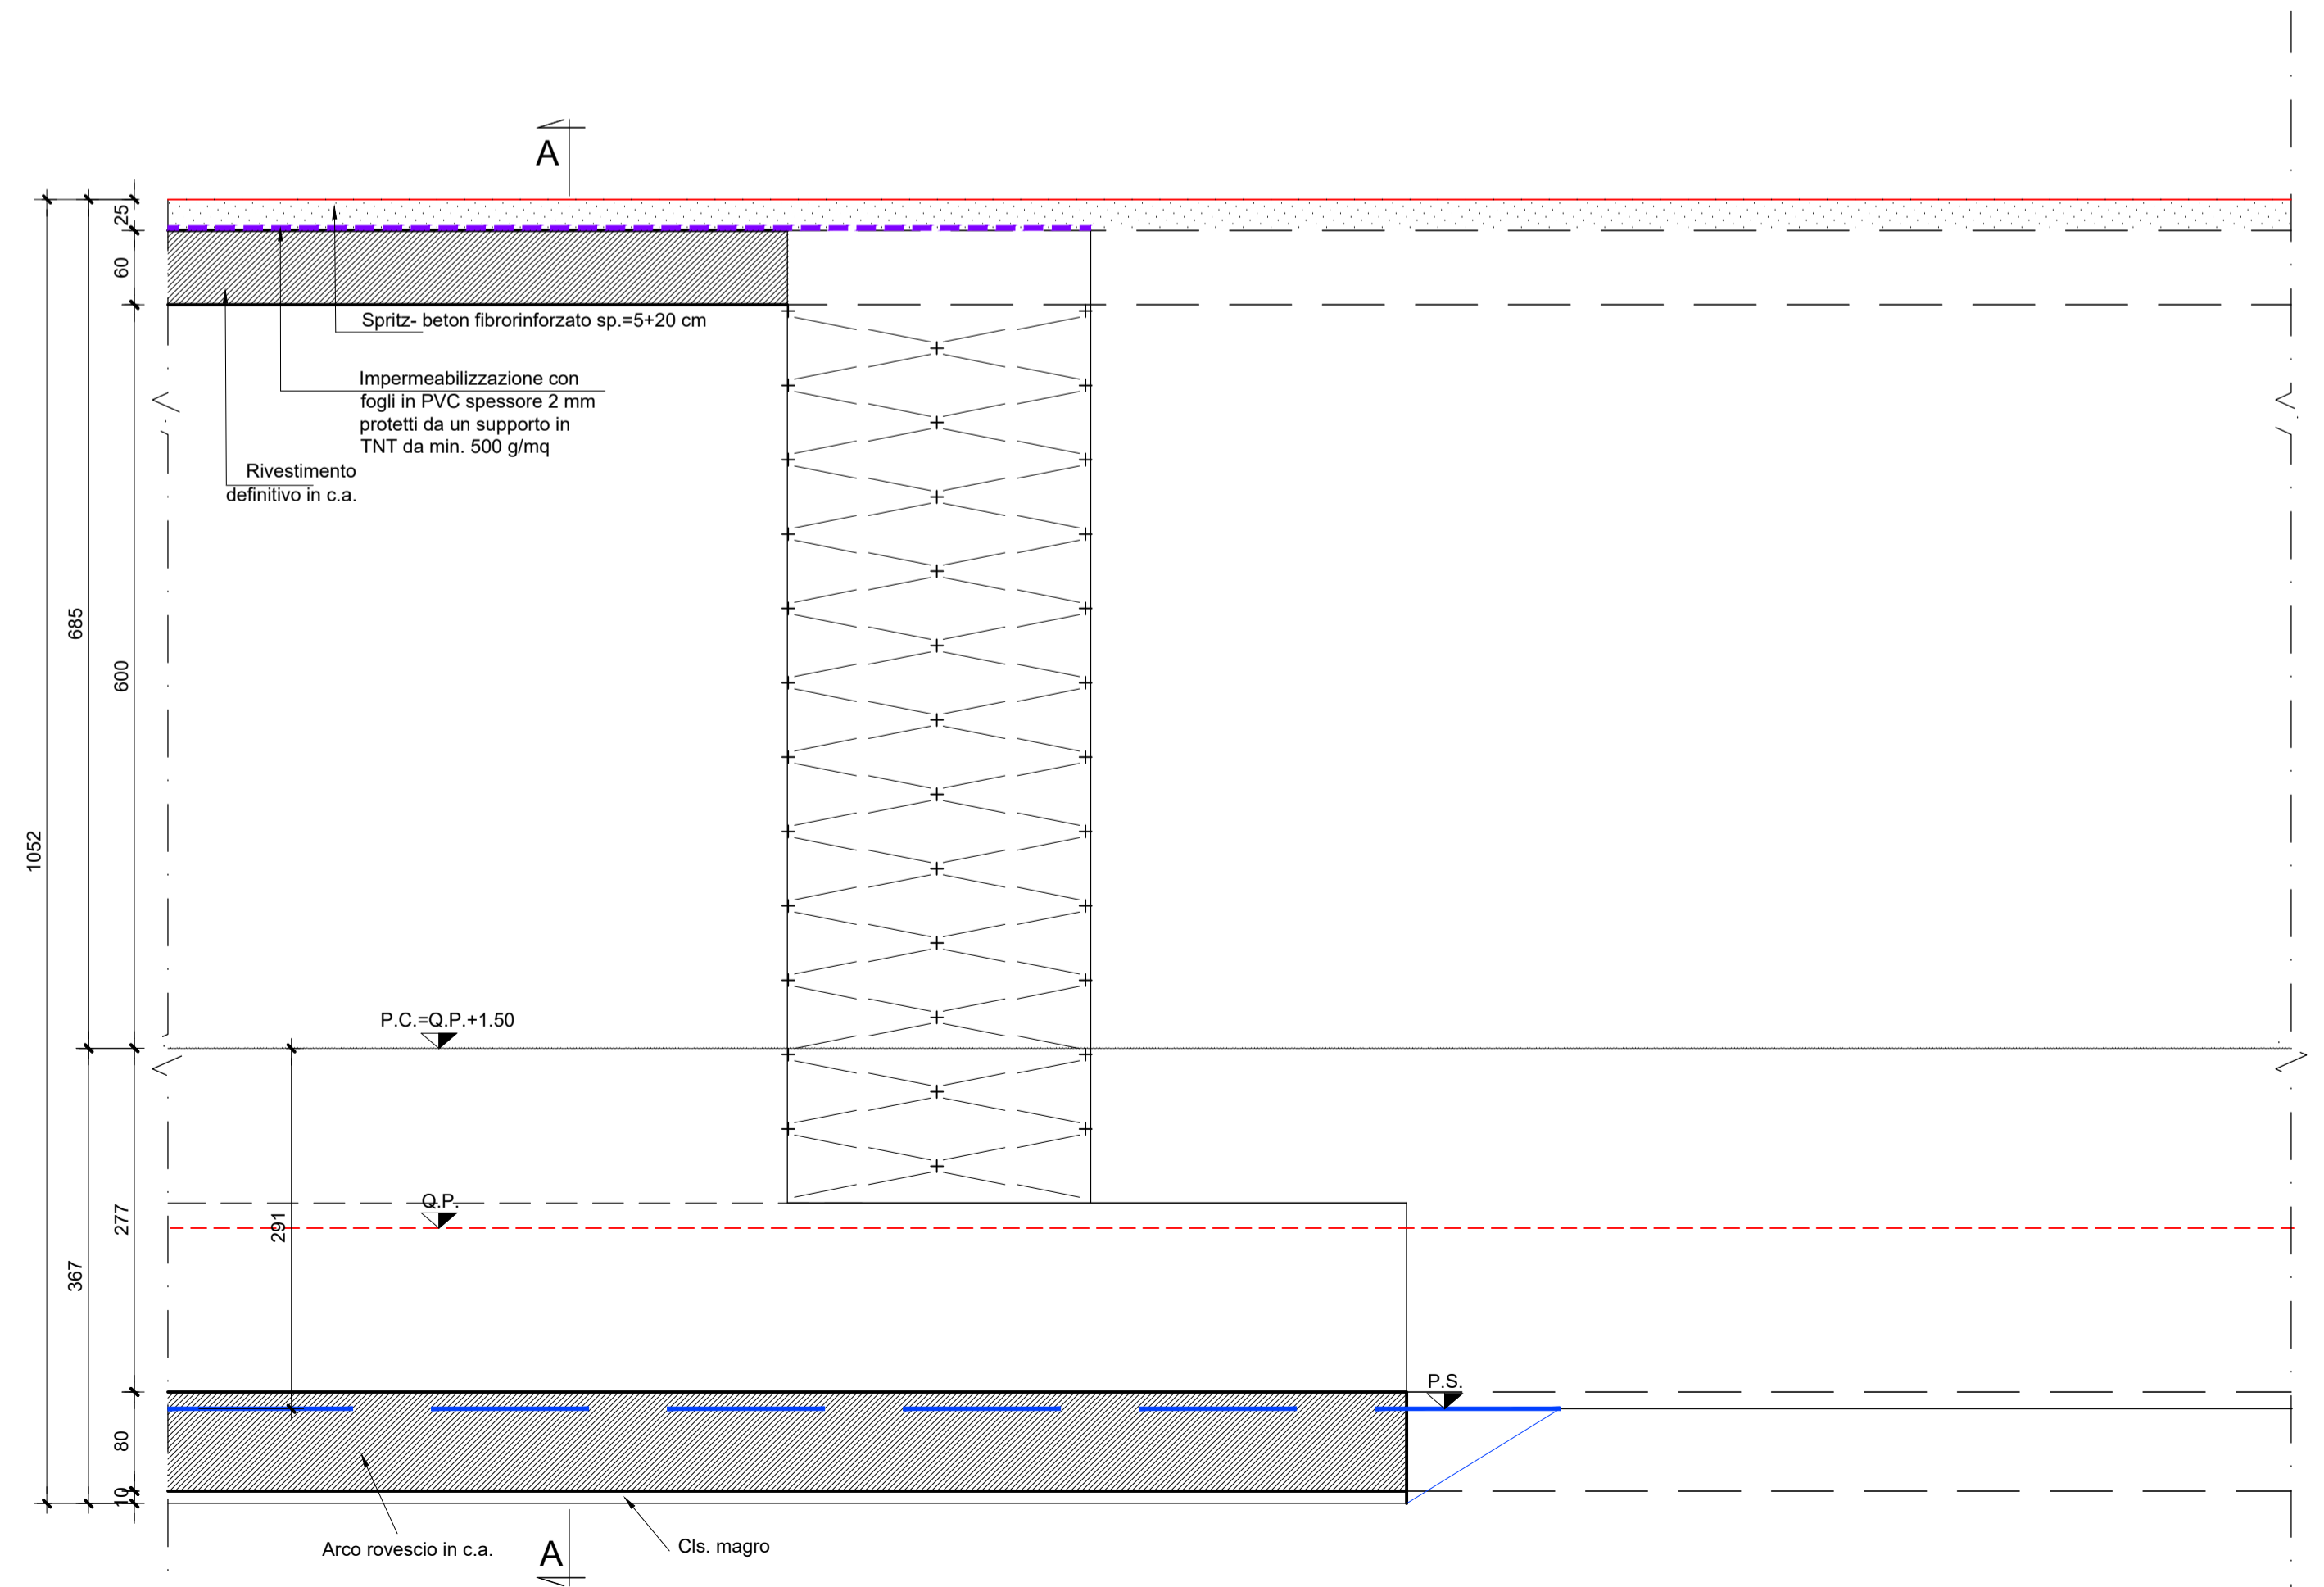 A
25
60
Spritz- beton fibrorinforzato sp.=5+20 cm
Impermeabilizzazione con
fogli in PVC spessore 2 mm
protetti da un supporto in
TNT da min. 500 g/mq
Rivestimento
definitivo in c.a.
685
600
1052
P.C.=Q.P.+1.50
Q.P.
277
291
367
P.S.
80
10
Arco rovescio in c.a.
A
Cls. magro